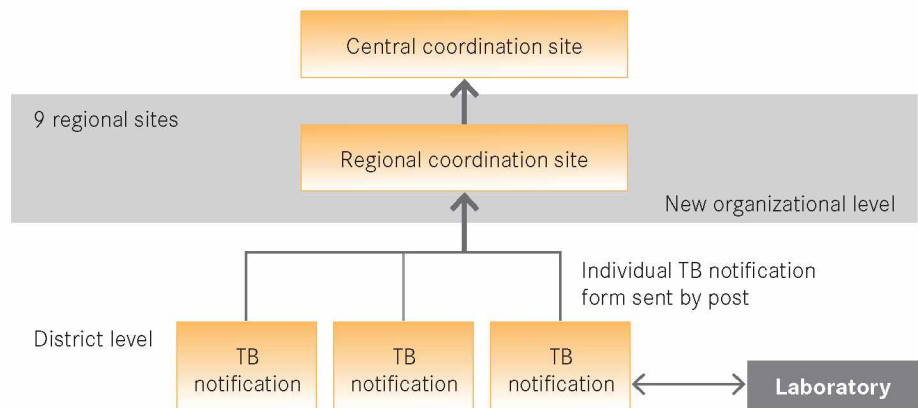 Central coordination site
9 regional sites
Regional coordination site
New organizational level
Individual TB notification
form sent by post
District level
TB
notification
TB
notification
TB
notification
Laboratory